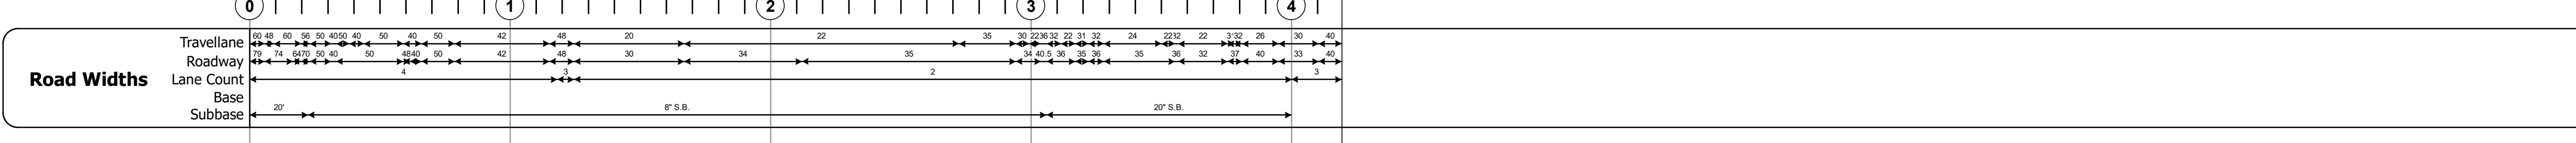 0 1 2 3 4
Travellane 60 48 60 56 50 40 50 40 50 40 50 42 48 20 22 35 30 22 36 32 22 31 32 24 22 32 22 32 26 30 40
Roadway 79 74 64 70 50 40 50 48 40 50 42 48 30 34 35 34 40.5 36 35 36 35 36 32 37 40 33 40
Road Widths Lane Count 4 3 2 3
Base
Subbase 20' 8" S.B. 20" S.B.